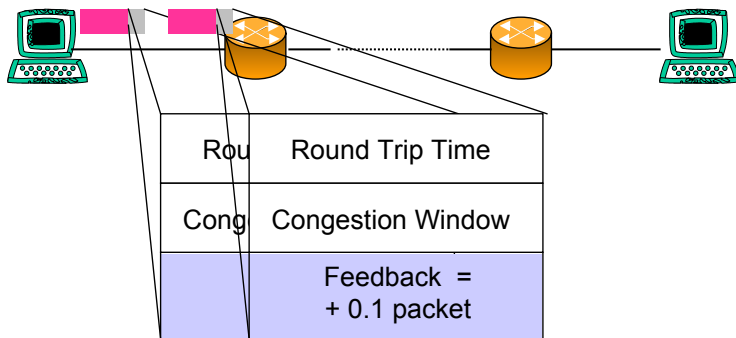 Rou Round Trip Time
Cong Congestion Window
Feedback =
+ 0.1 packet